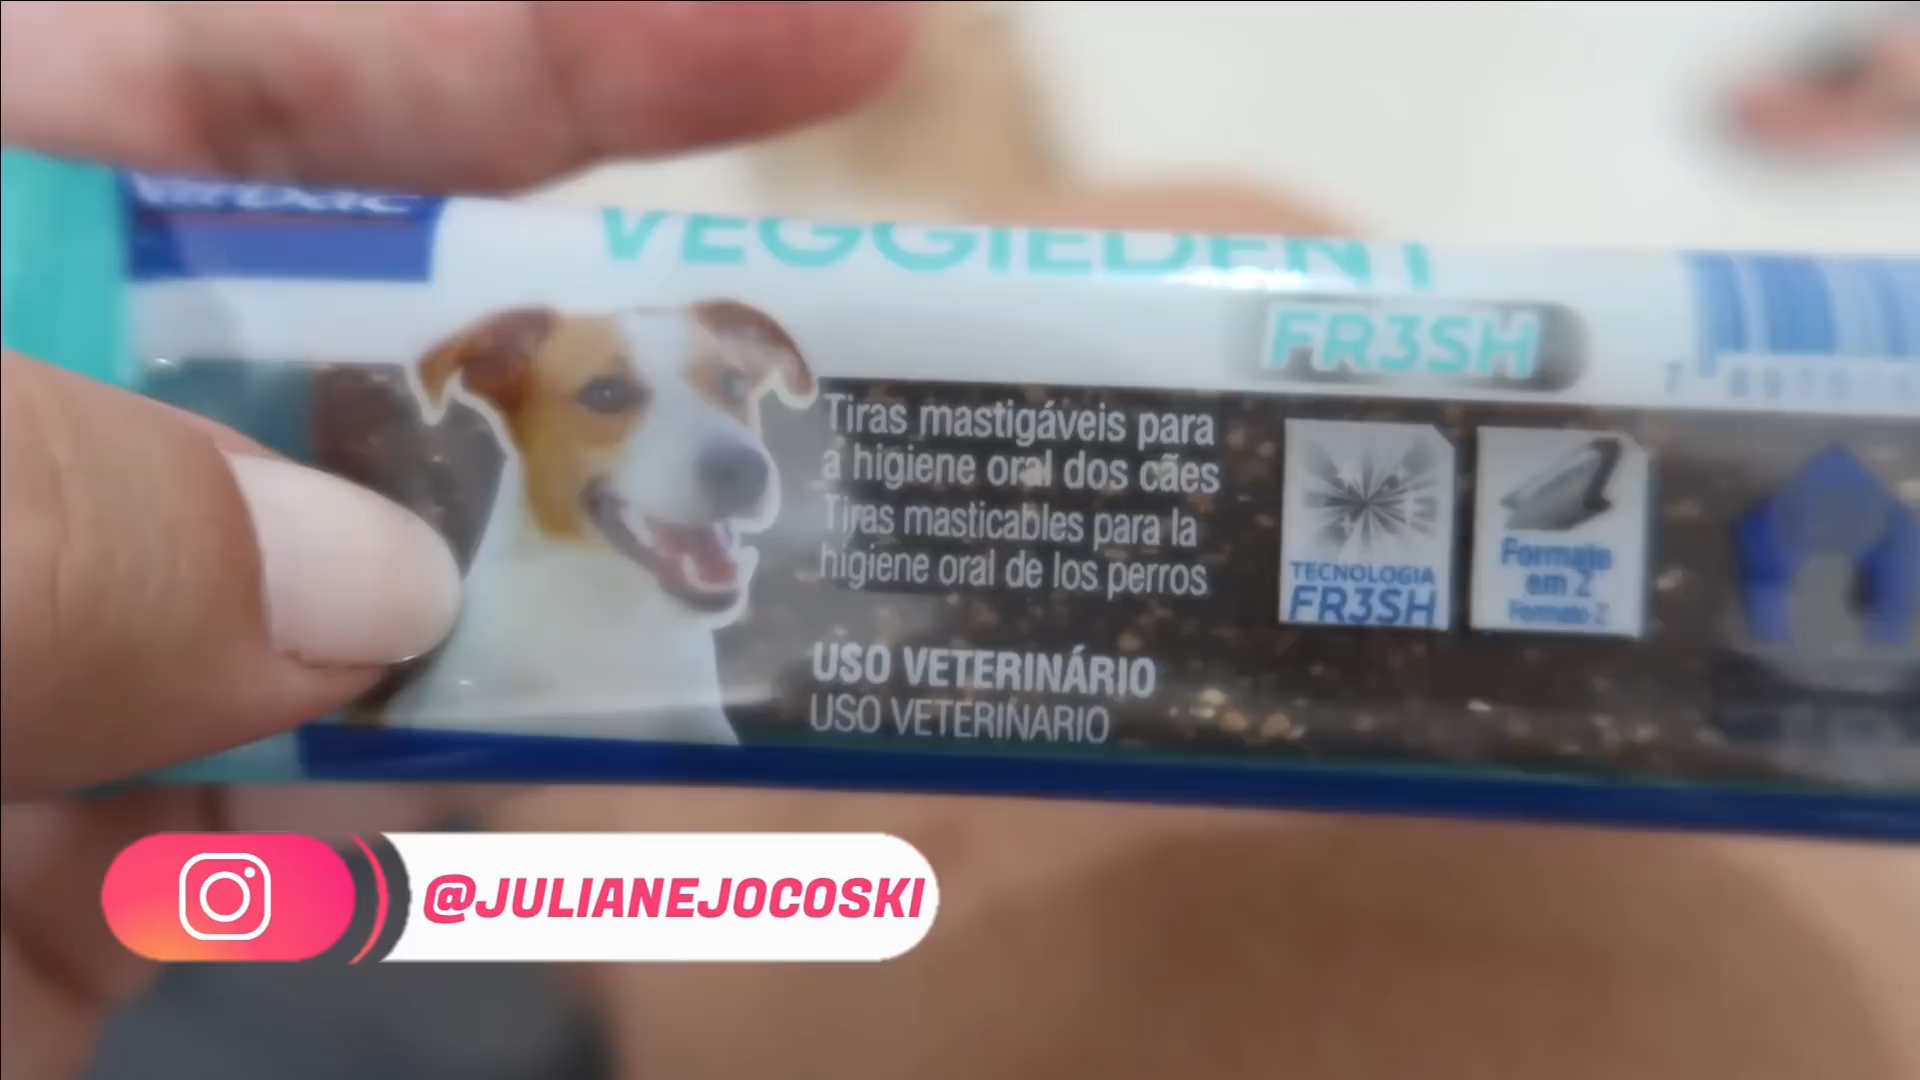 Virbac
VEGGIEDENT
FR3SH
Tiras mastigáveis para
a higiene oral dos cães
Tiras masticables para la
higiene oral de los perros
USO VETERINÁRIO
USO VETERINARIO
TECNOLOGIA
FR3SH
Formato
em Z
Formato Z
@JULIANEJOCOSKI